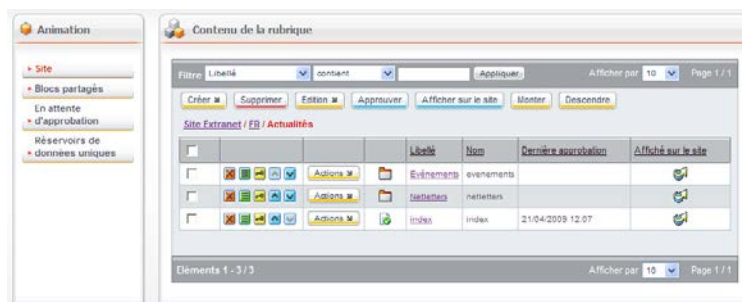 Animation
Site
Blocs partagés
En attente
d'approbation
Réservoirs de
données uniques
Contenu de la rubrique
Filtre Libellé contient Appliquer Afficher par 10 Page 1 / 1
Créer Supprimer Edition Approuver Afficher sur le site Monter Descendre
Site Extranet / FR / Actualités
Libellé Nom Dernière approbation Affiché sur le site
Actions Evénements evenements
Actions Netletters netletters
Actions index index 21/04/2009 12:07
Eléments 1 - 3 / 3 Afficher par 10 Page 1 / 1